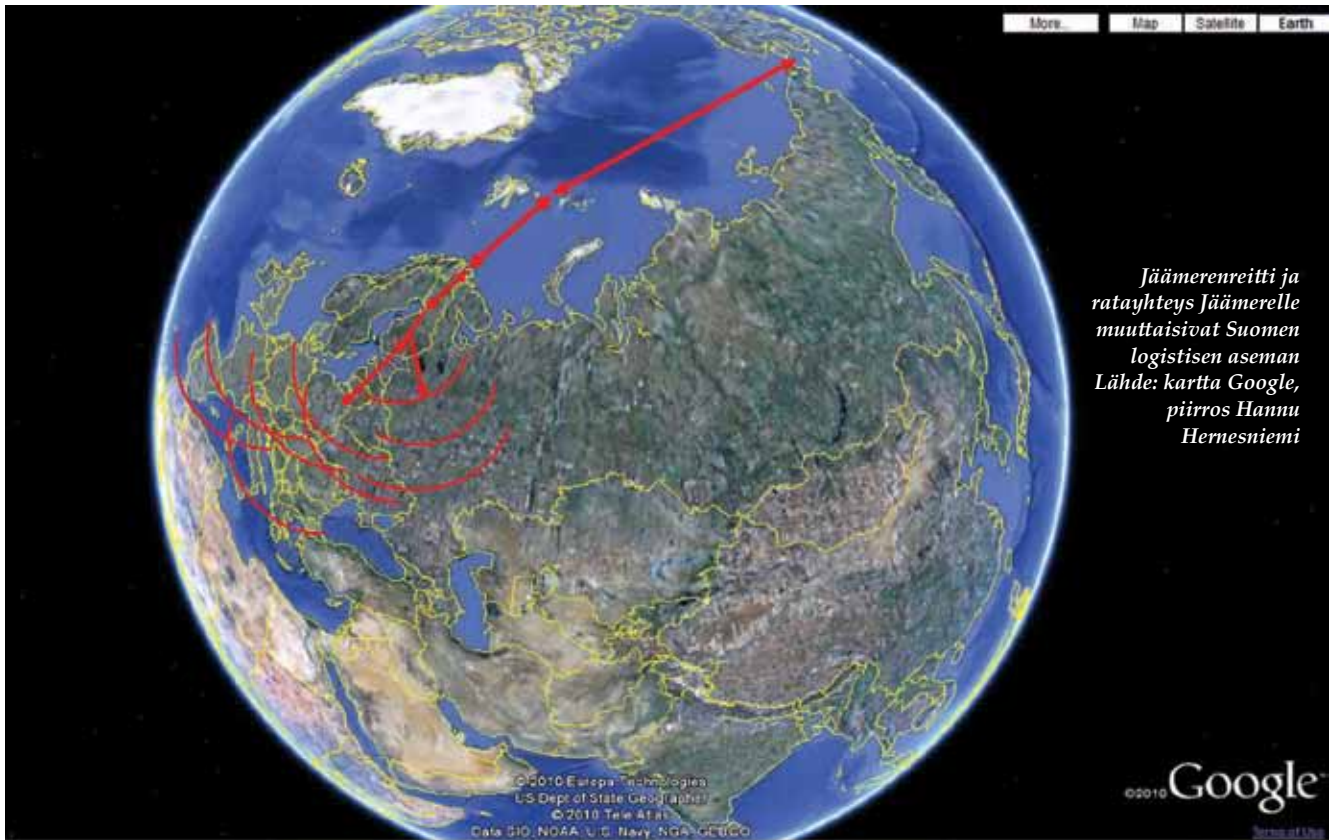 More...
Map
Satellite
Earth
Jäämerenreitti ja
ratayhteys Jäämerelle
muuttaisivat Suomen
logistisen aseman
Lähde: kartta Google,
piirros Hannu
Hernesniemi
© 2010 Europa Technologies
US Dept of State Geographer
© 2010 Tele Atlas
Data SIO, NOAA, U.S. Navy, NGA, GEBCO
©2010 Google
Terms of Use